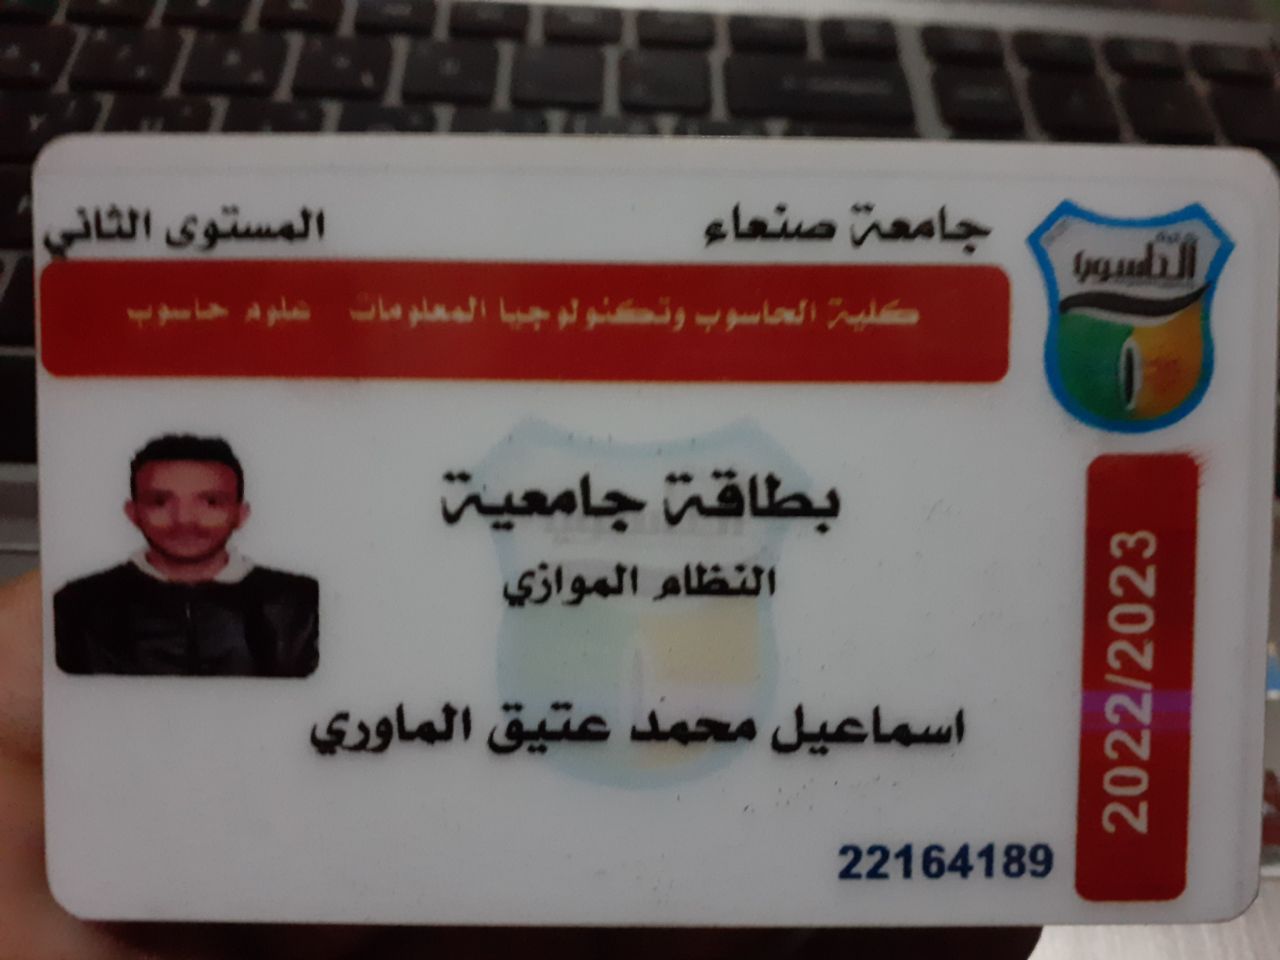 جامعة صنعاء
المستوى الثاني
كلية الحاسوب وتكنولوجيا المعلومات علوم حاسوب
الحاسوب
بطاقة جامعية
النظام الموازي
اسماعيل محمد عتيق الماوري
22164189
2022/2023